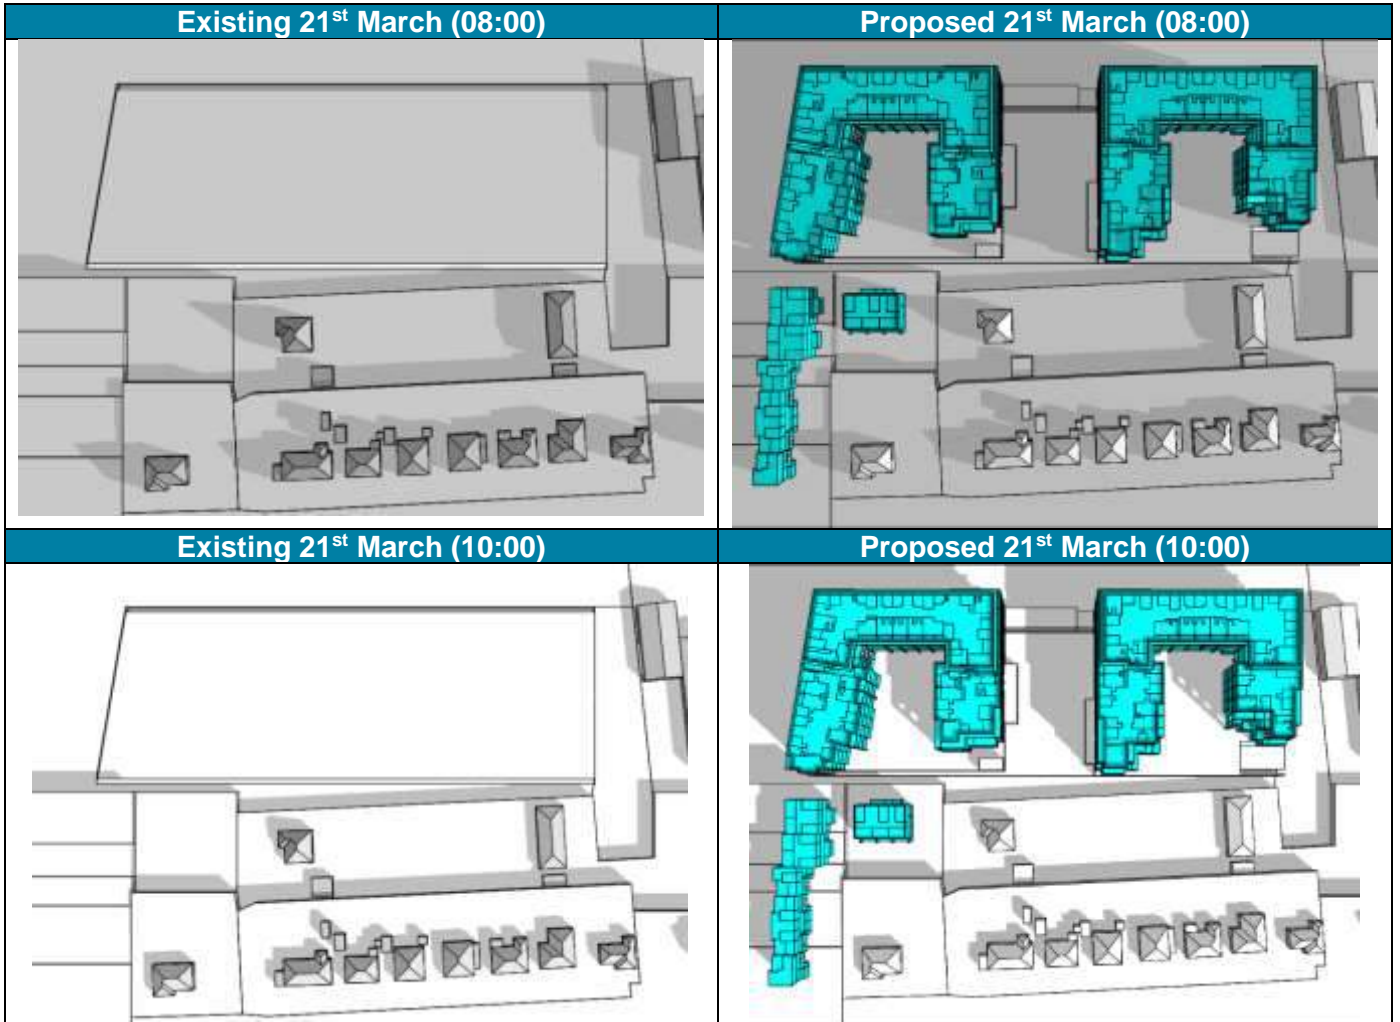 Existing 21st March (08:00)
Proposed 21st March (08:00)
Existing 21st March (10:00)
Proposed 21st March (10:00)